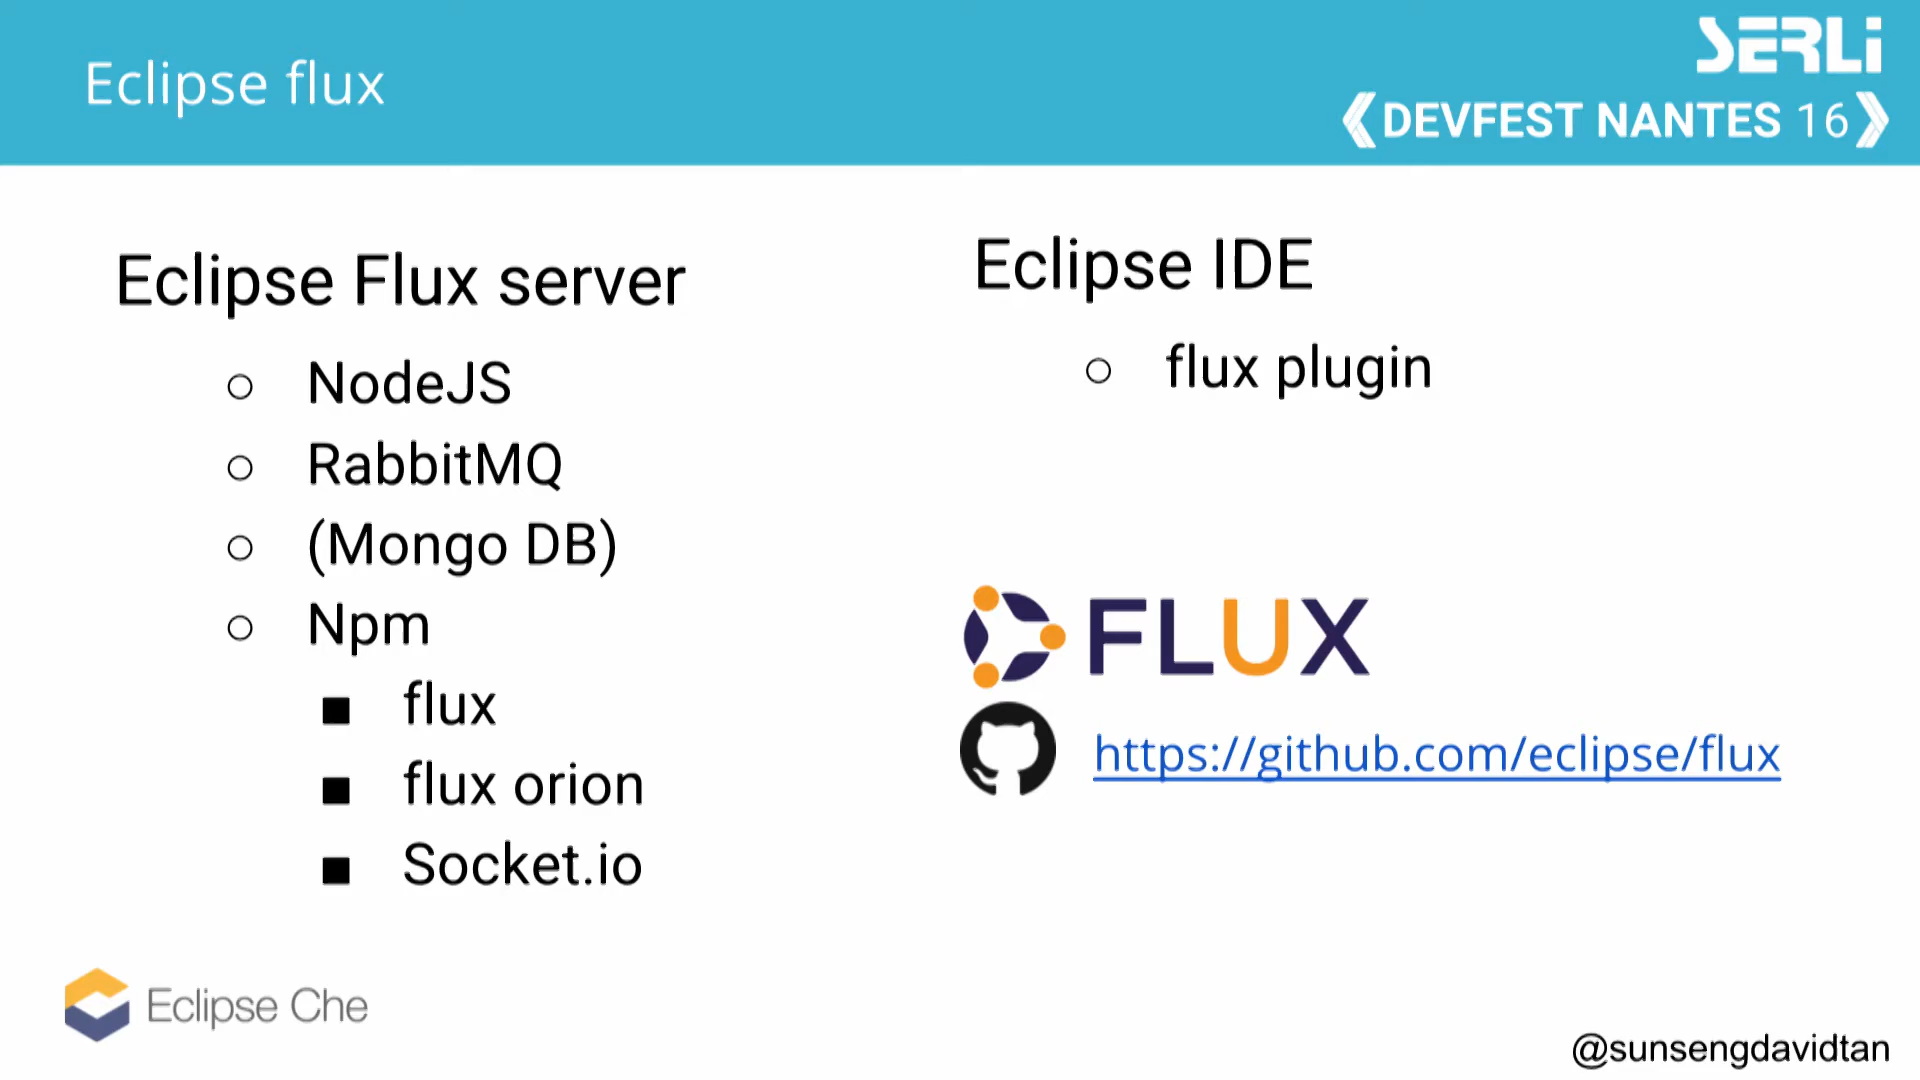 Eclipse flux
SERLI
DEVFEST NANTES 16
Eclipse Flux server
○ NodeJS
○ RabbitMQ
○ (Mongo DB)
○ Npm
■ flux
■ flux orion
■ Socket.io
Eclipse IDE
○ flux plugin
FLUX
https://github.com/eclipse/flux
Eclipse Che
@sunsengdavidtan